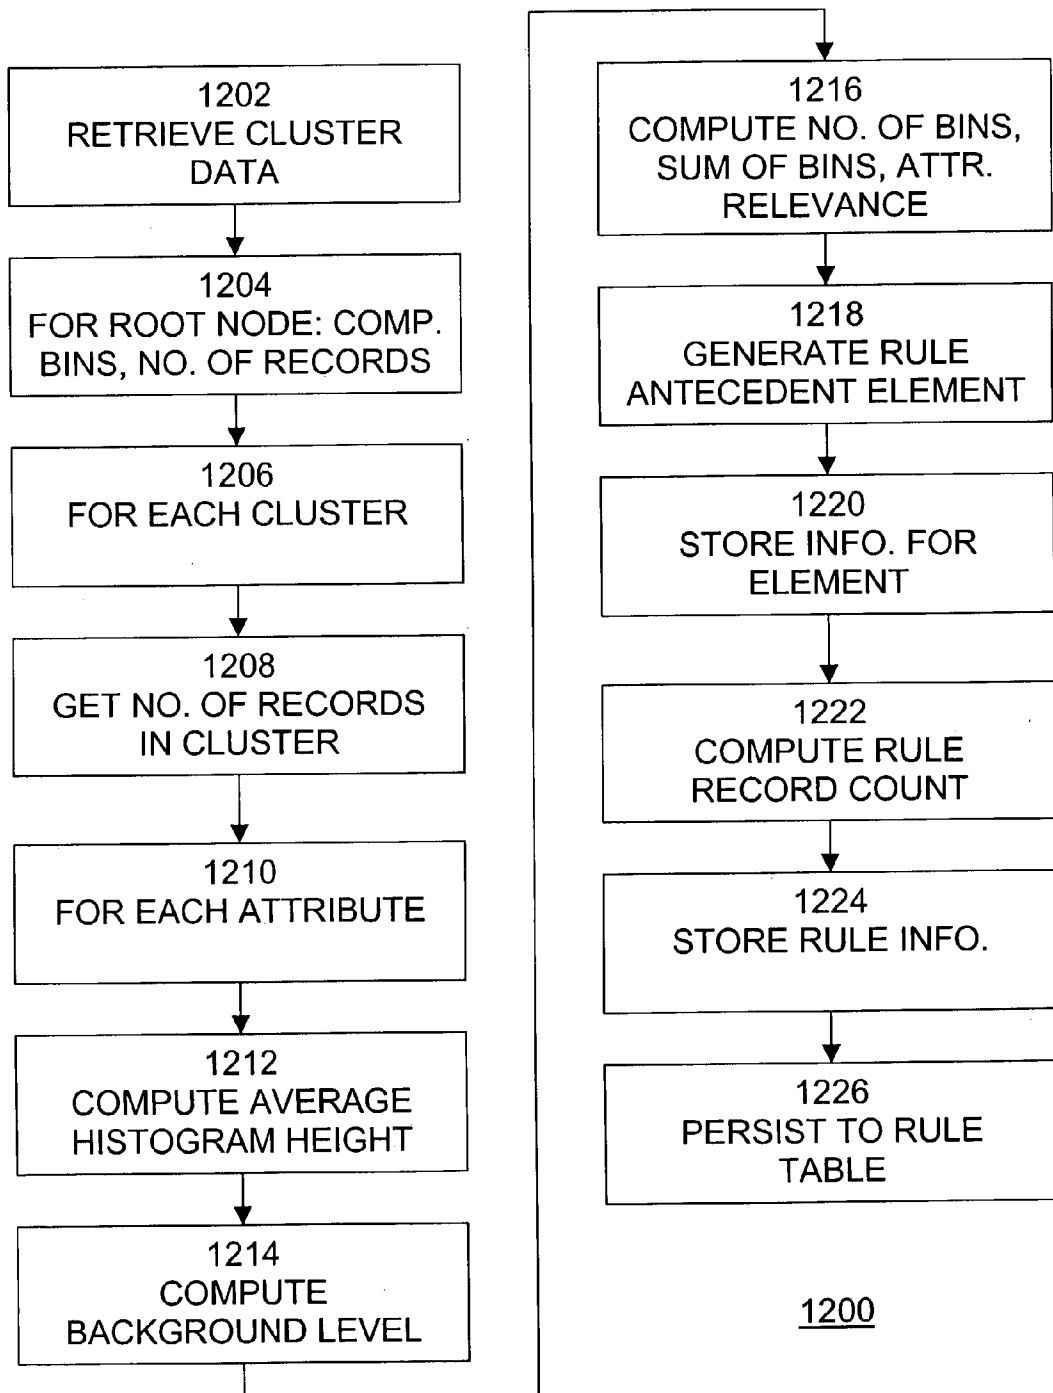 1202
RETRIEVE CLUSTER
DATA
1204
FOR ROOT NODE: COMP.
BINS, NO. OF RECORDS
1206
FOR EACH CLUSTER
1208
GET NO. OF RECORDS
IN CLUSTER
1210
FOR EACH ATTRIBUTE
1212
COMPUTE AVERAGE
HISTOGRAM HEIGHT
1214
COMPUTE
BACKGROUND LEVEL
1216
COMPUTE NO. OF BINS,
SUM OF BINS, ATTR.
RELEVANCE
1218
GENERATE RULE
ANTECEDENT ELEMENT
1220
STORE INFO. FOR
ELEMENT
1222
COMPUTE RULE
RECORD COUNT
1224
STORE RULE INFO.
1226
PERSIST TO RULE
TABLE
1200